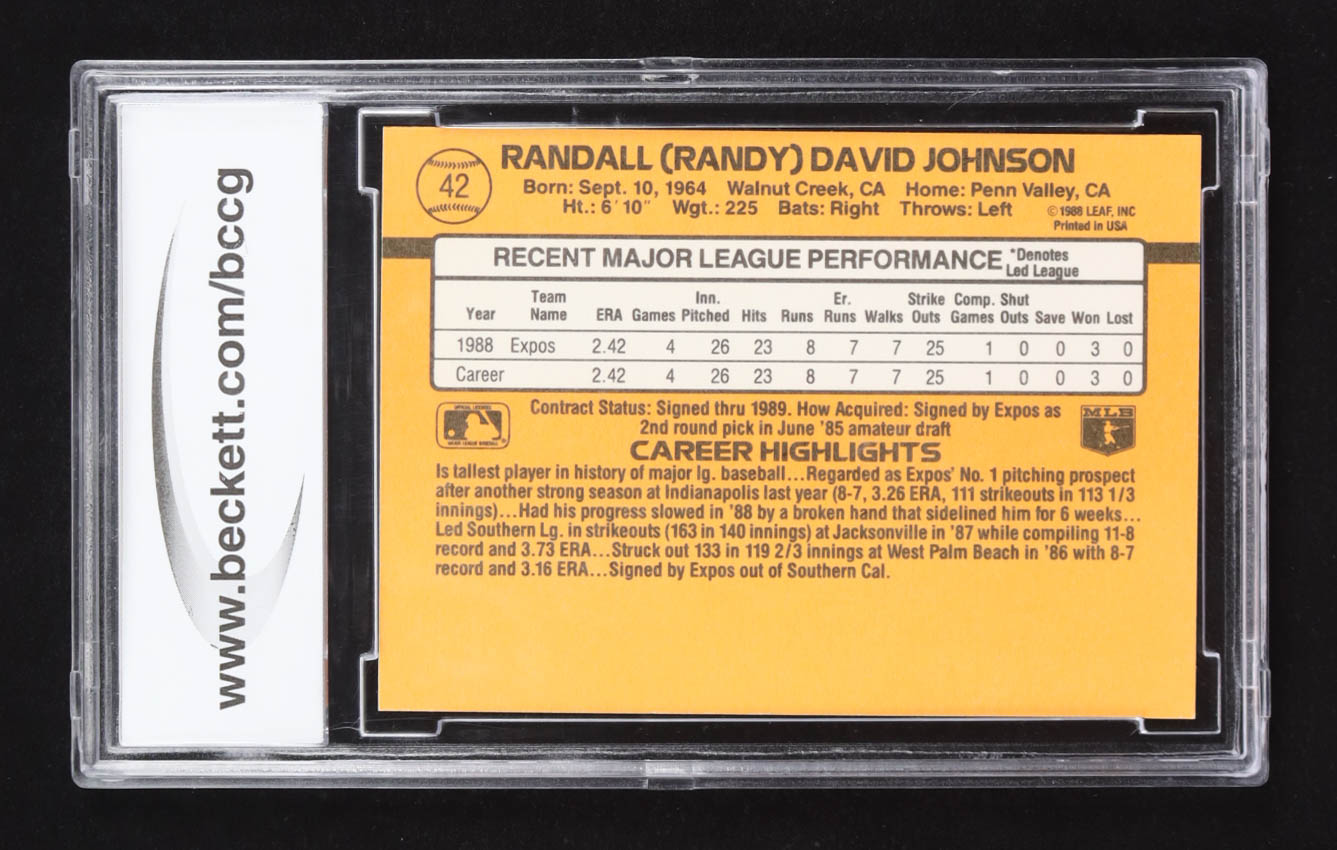 www.beckett.com/bccg
42
RANDALL (RANDY) DAVID JOHNSON
Born: Sept. 10, 1964 Walnut Creek, CA Home: Penn Valley, CA
Ht.: 6' 10" Wgt.: 225 Bats: Right Throws: Left
©1988 LEAF, INC
Printed in USA
RECENT MAJOR LEAGUE PERFORMANCE *Denotes
Led League
Team Inn. Er. Strike Comp. Shut
Year Name ERA Games Pitched Hits Runs Runs Walks Outs Games Outs Save Won Lost
1988 Expos 2.42 4 26 23 8 7 7 25 1 0 0 3 0
Career 2.42 4 26 23 8 7 7 25 1 0 0 3 0
Contract Status: Signed thru 1989. How Acquired: Signed by Expos as
2nd round pick in June '85 amateur draft
MLB
CAREER HIGHLIGHTS
Is tallest player in history of major lg. baseball...Regarded as Expos' No. 1 pitching prospect
after another strong season at Indianapolis last year (8-7, 3.26 ERA, 111 strikeouts in 113 1/3
innings)...Had his progress slowed in '88 by a broken hand that sidelined him for 6 weeks...
Led Southern Lg. in strikeouts (163 in 140 innings) at Jacksonville in '87 while compiling 11-8
record and 3.73 ERA...Struck out 133 in 119 2/3 innings at West Palm Beach in '86 with 8-7
record and 3.16 ERA...Signed by Expos out of Southern Cal.